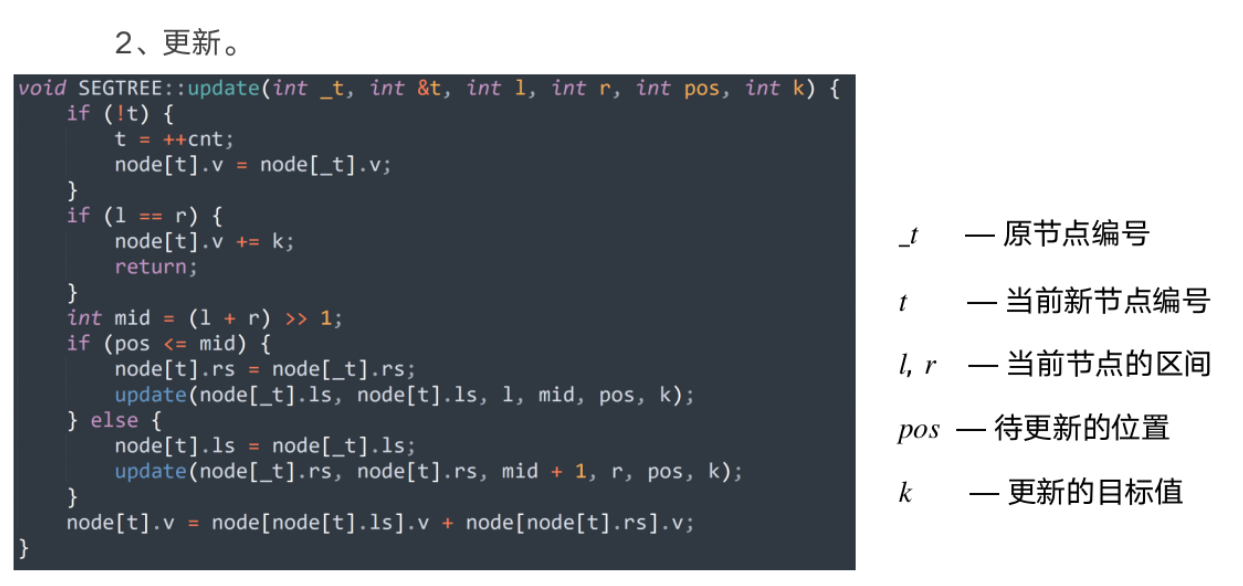 2、更新。
void SEGTREE::update(int _t, int &t, int l, int r, int pos, int k) {
    if (!t) {
        t = ++cnt;
        node[t].v = node[_t].v;
    }
    if (l == r) {
        node[t].v += k;
        return;
    }
    int mid = (l + r) >> 1;
    if (pos <= mid) {
        node[t].rs = node[_t].rs;
        update(node[_t].ls, node[t].ls, l, mid, pos, k);
    } else {
        node[t].ls = node[_t].ls;
        update(node[_t].rs, node[t].rs, mid + 1, r, pos, k);
    }
    node[t].v = node[node[t].ls].v + node[node[t].rs].v;
}
_t — 原节点编号
t — 当前新节点编号
l, r — 当前节点的区间
pos — 待更新的位置
k — 更新的目标值